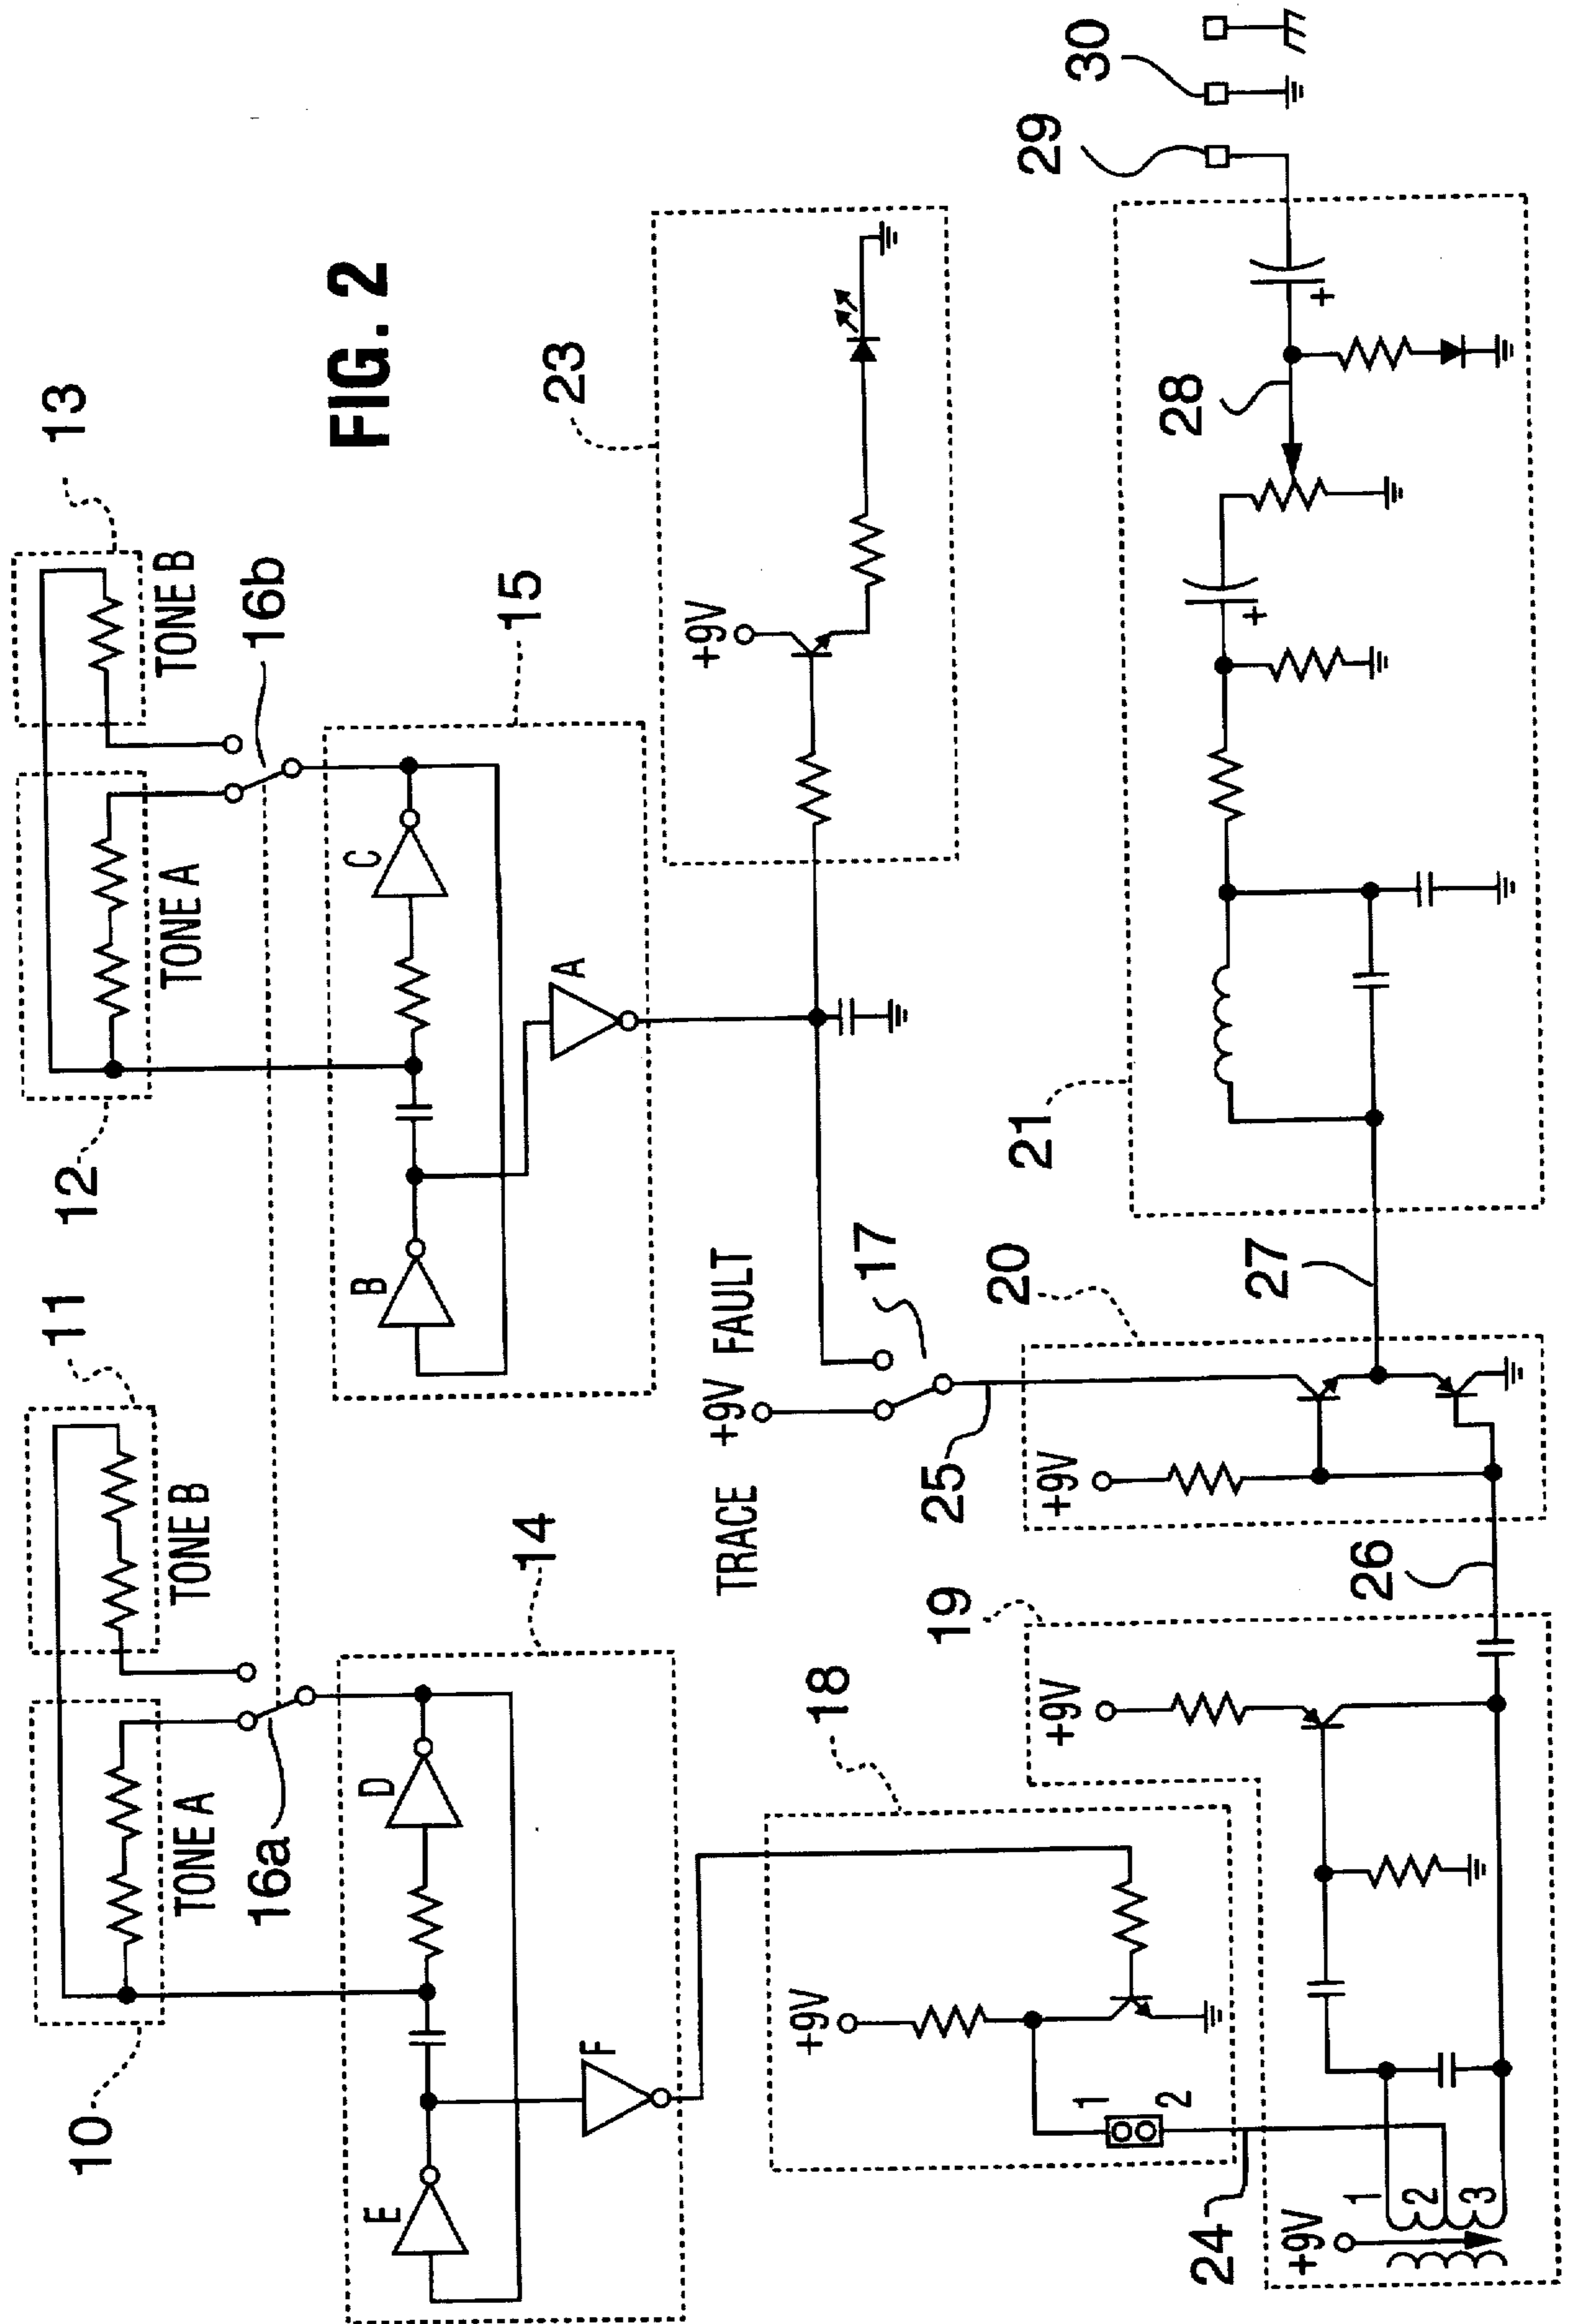 FIG. 2
10
TONE A
11
TONE B
12
TONE A
13
TONE B
16a
16b
14
E
D
F
15
B
C
A
23
+9V
TRACE
+9V
FAULT
17
25
18
+9V
1
2
24
19
+9V
+9V
1
2
3
26
20
+9V
27
21
+
+
28
29
30